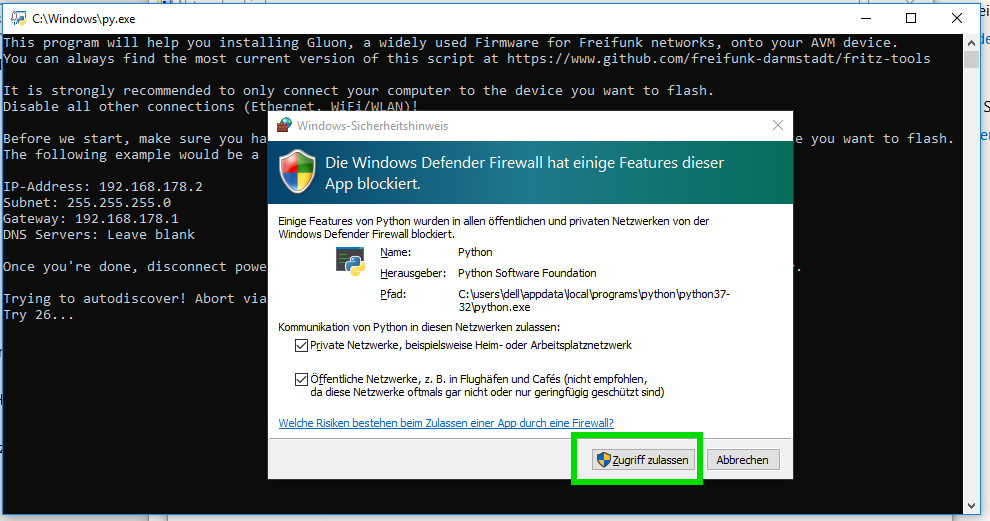 C:\Windows\py.exe
This program will help you installing Gluon, a widely used Firmware for Freifunk networks, onto your AVM device.
You can always find the most current version of this script at https://www.github.com/freifunk-darmstadt/fritz-tools
It is strongly recommended to only connect your computer to the device you want to flash.
Disable all other connections (Ethernet, WiFi/WLAN)!
Before we start, make sure you ha
e you want to flash.
The following example would be a
IP-Address: 192.168.178.2
Subnet: 255.255.255.0
Gateway: 192.168.178.1
DNS Servers: Leave blank
Once you're done, disconnect powe
Trying to autodiscover! Abort via
Try 26...
Windows-Sicherheitshinweis
Die Windows Defender Firewall hat einige Features dieser
App blockiert.
Einige Features von Python wurden in allen öffentlichen und privaten Netzwerken von der
Windows Defender Firewall blockiert.
Name: Python
Herausgeber: Python Software Foundation
Pfad: C:\users\dell\appdata\local\programs\python\python37-
32\python.exe
Kommunikation von Python in diesen Netzwerken zulassen:
Private Netzwerke, beispielsweise Heim- oder Arbeitsplatznetzwerk
Öffentliche Netzwerke, z. B. in Flughäfen und Cafés (nicht empfohlen,
da diese Netzwerke oftmals gar nicht oder nur geringfügig geschützt sind)
Welche Risiken bestehen beim Zulassen einer App durch eine Firewall?
Zugriff zulassen
Abbrechen